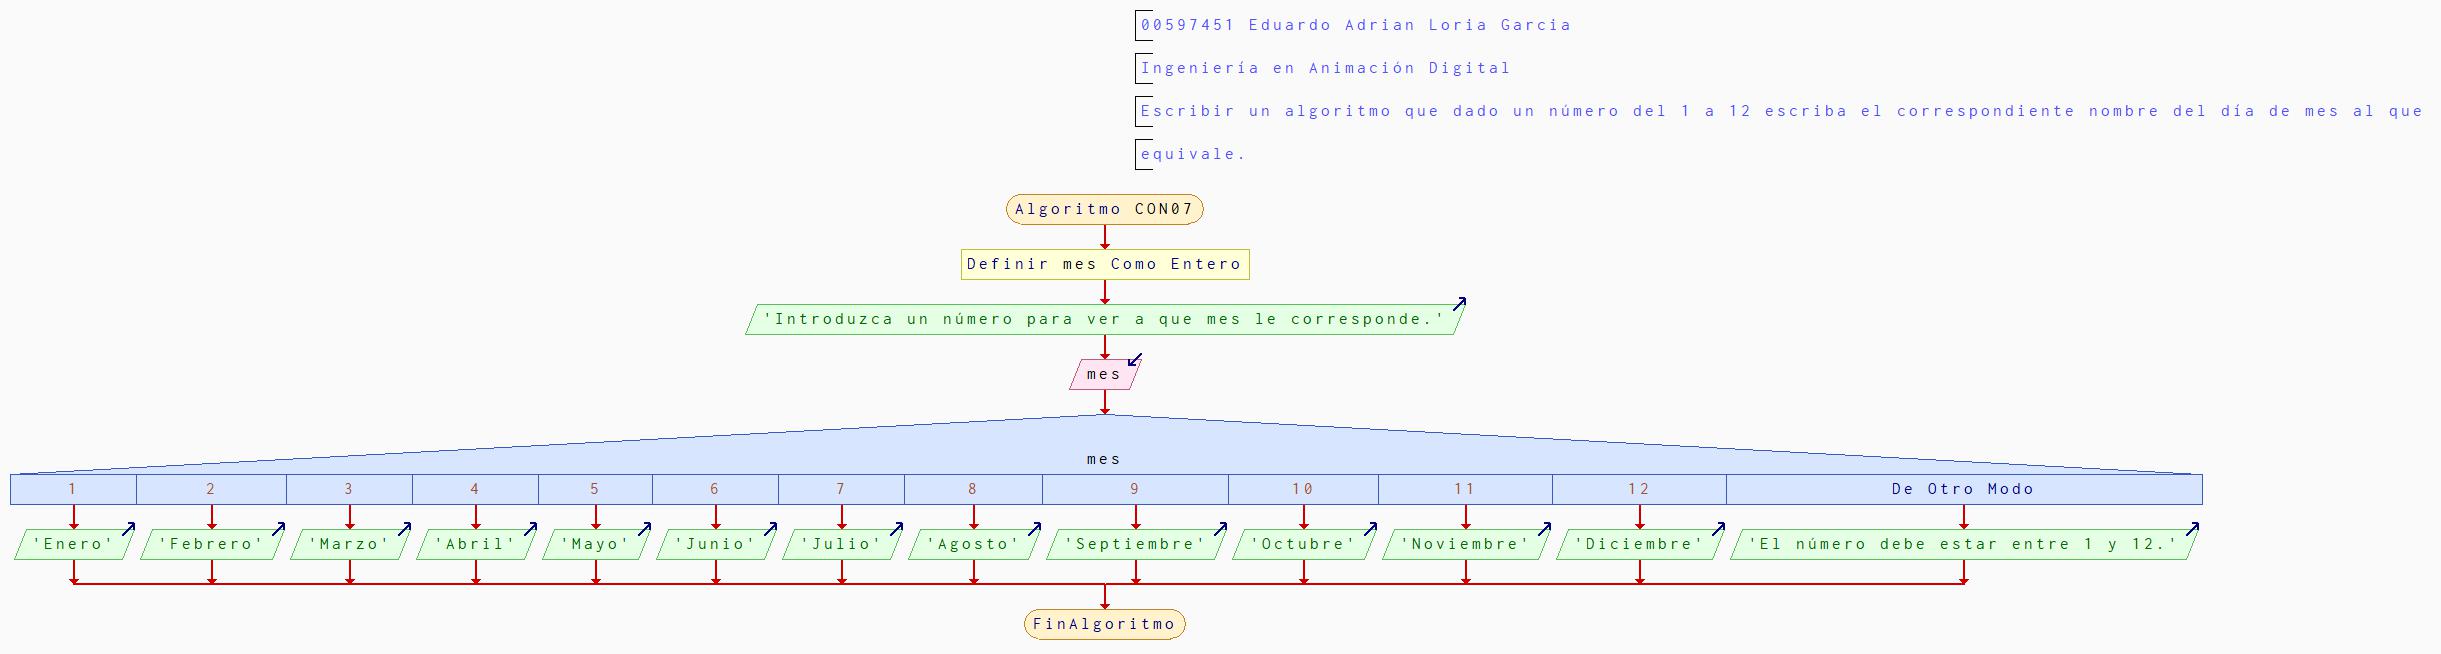 00597451 Eduardo Adrian Loria Garcia
Ingeniería en Animación Digital
Escribir un algoritmo que dado un número del 1 a 12 escriba el correspondiente nombre del día de mes al que
equivale.
Algoritmo CON07
Definir mes Como Entero
'Introduzca un número para ver a que mes le corresponde.'
mes
mes
1 2 3 4 5 6 7 8 9 10 11 12 De Otro Modo
'Enero' 'Febrero' 'Marzo' 'Abril' 'Mayo' 'Junio' 'Julio' 'Agosto' 'Septiembre' 'Octubre' 'Noviembre' 'Diciembre' 'El número debe estar entre 1 y 12.'
FinAlgoritmo